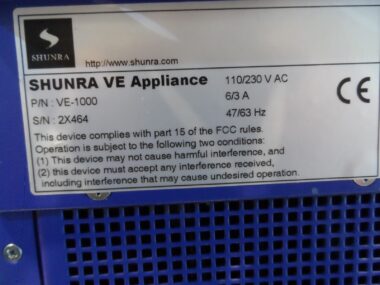 SHUNRA
http://www.shunra.com
SHUNRA VE Appliance 110/230 V AC
P/N : VE-1000 6/3 A
S/N : 2X464 47/63 Hz
CE
This device complies with part 15 of the FCC rules.
Operation is subject to the following two conditions:
(1) This device may not cause harmful interference, and
(2) this device must accept any interference received,
including interference that may cause undesired operation.